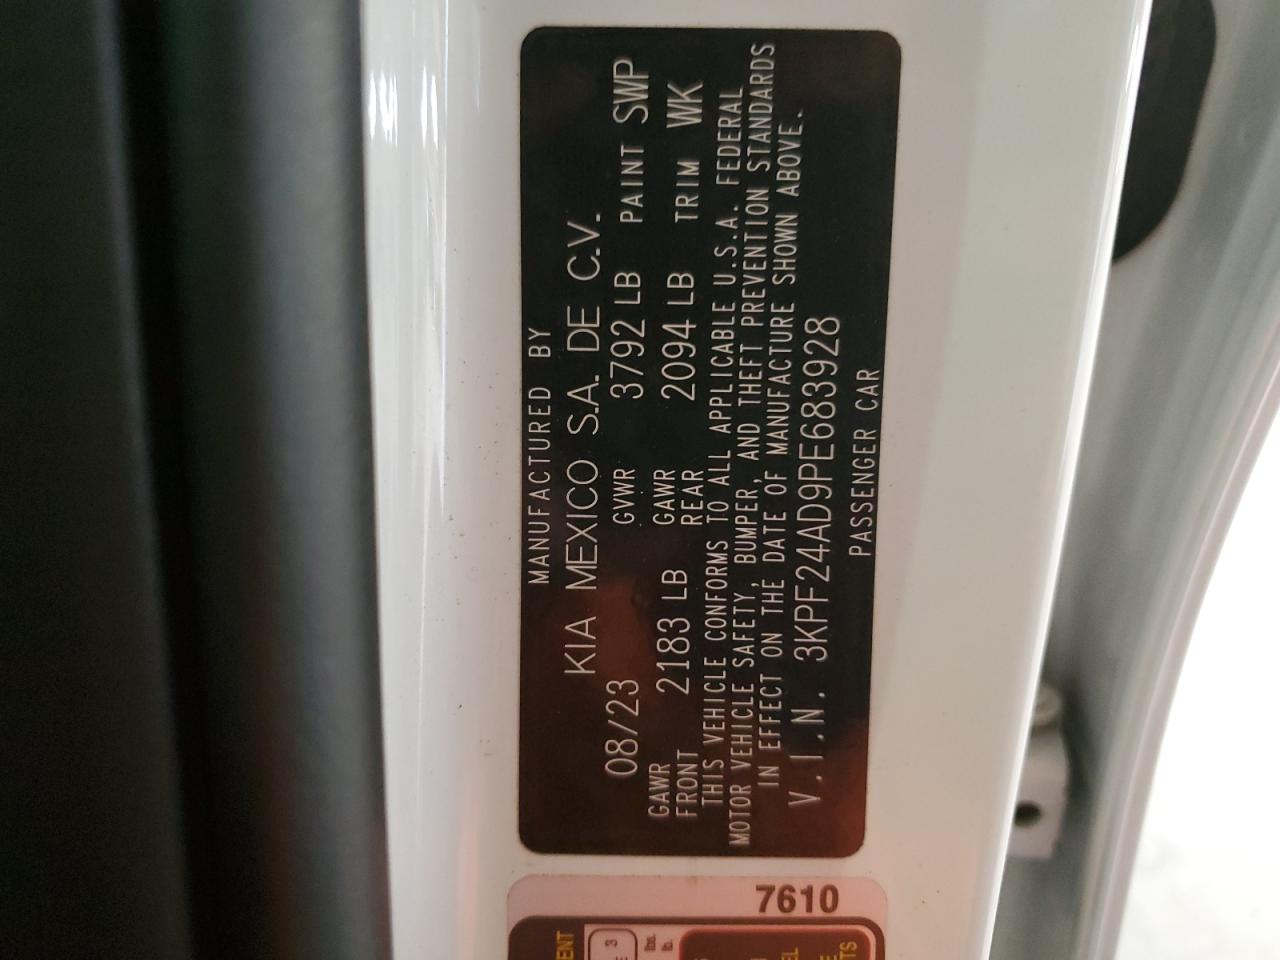 MANUFACTURED BY
KIA MEXICO S.A. DE C.V.
08/23 GVWR 3792 LB PAINT SWP
GAWR FRONT 2183 LB GAWR REAR 2094 LB TRIM WK
THIS VEHICLE CONFORMS TO ALL APPLICABLE U.S.A. FEDERAL
MOTOR VEHICLE SAFETY, BUMPER, AND THEFT PREVENTION STANDARDS
IN EFFECT ON THE DATE OF MANUFACTURE SHOWN ABOVE.
V.I.N. 3KPF24AD9PE683928
PASSENGER CAR
7610